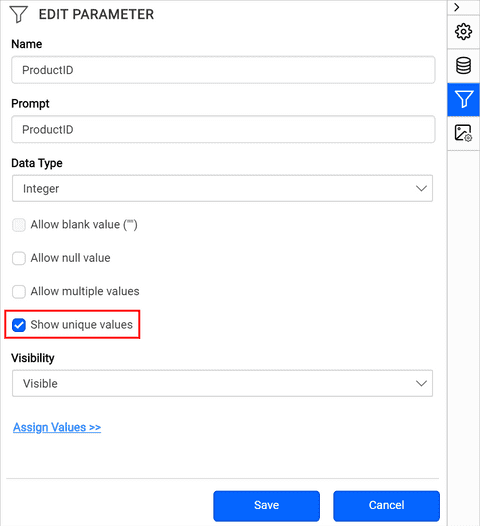 EDIT PARAMETER
Name
ProductID
Prompt
ProductID
Data Type
Integer
Allow blank value ("")
Allow null value
Allow multiple values
Show unique values
Visibility
Visible
Assign Values >>
Save Cancel